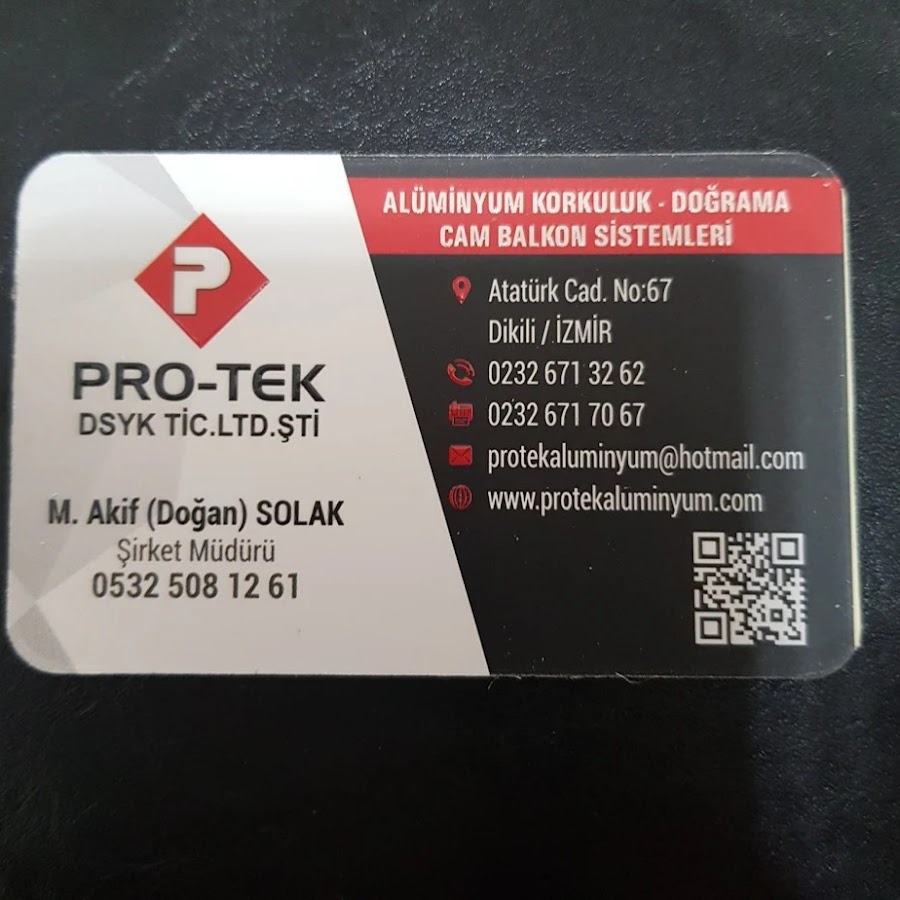 P
PRO-TEK
DSYK TİC.LTD.ŞTİ
M. Akif (Doğan) SOLAK
Şirket Müdürü
0532 508 12 61
ALÜMİNYUM KORKULUK - DOĞRAMA
CAM BALKON SİSTEMLERİ
Atatürk Cad. No:67
Dikili / İZMİR
0232 671 32 62
0232 671 70 67
protekaluminyum@hotmail.com
www.protekaluminyum.com